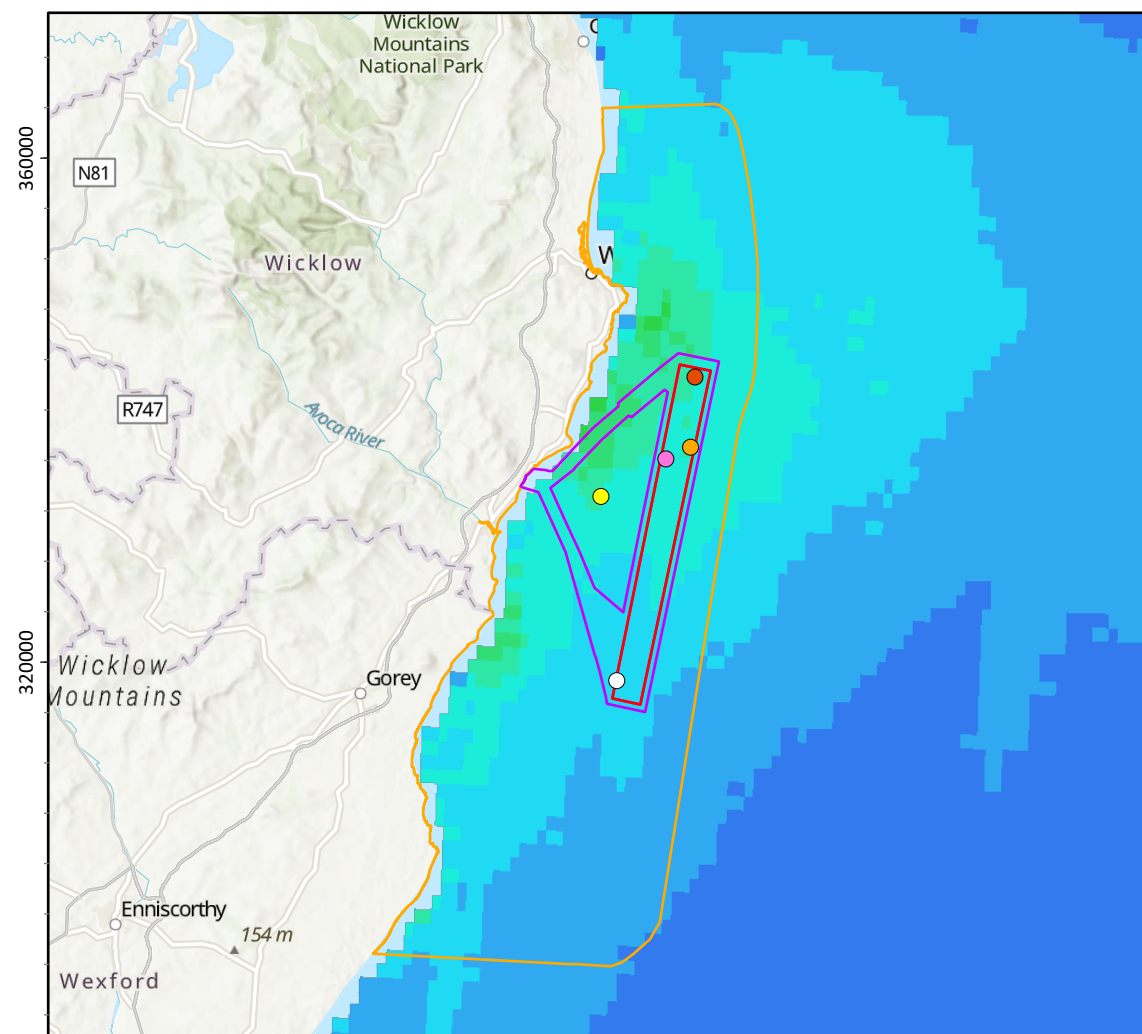 Wicklow
Mountains
National Park
360000
N81
Wicklow
R747
Avoca River
320000
Wicklow
Mountains
Gorey
Enniscorthy
154 m
Wexford